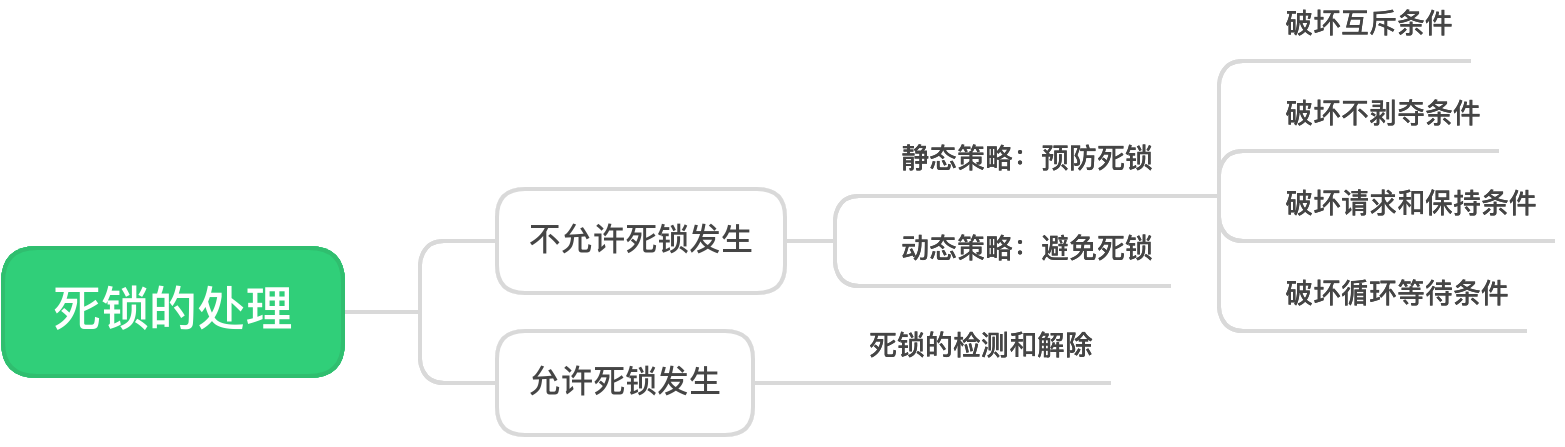 死锁的处理
不允许死锁发生
静态策略：预防死锁
破坏互斥条件
破坏不剥夺条件
破坏请求和保持条件
破坏循环等待条件
动态策略：避免死锁
允许死锁发生
死锁的检测和解除